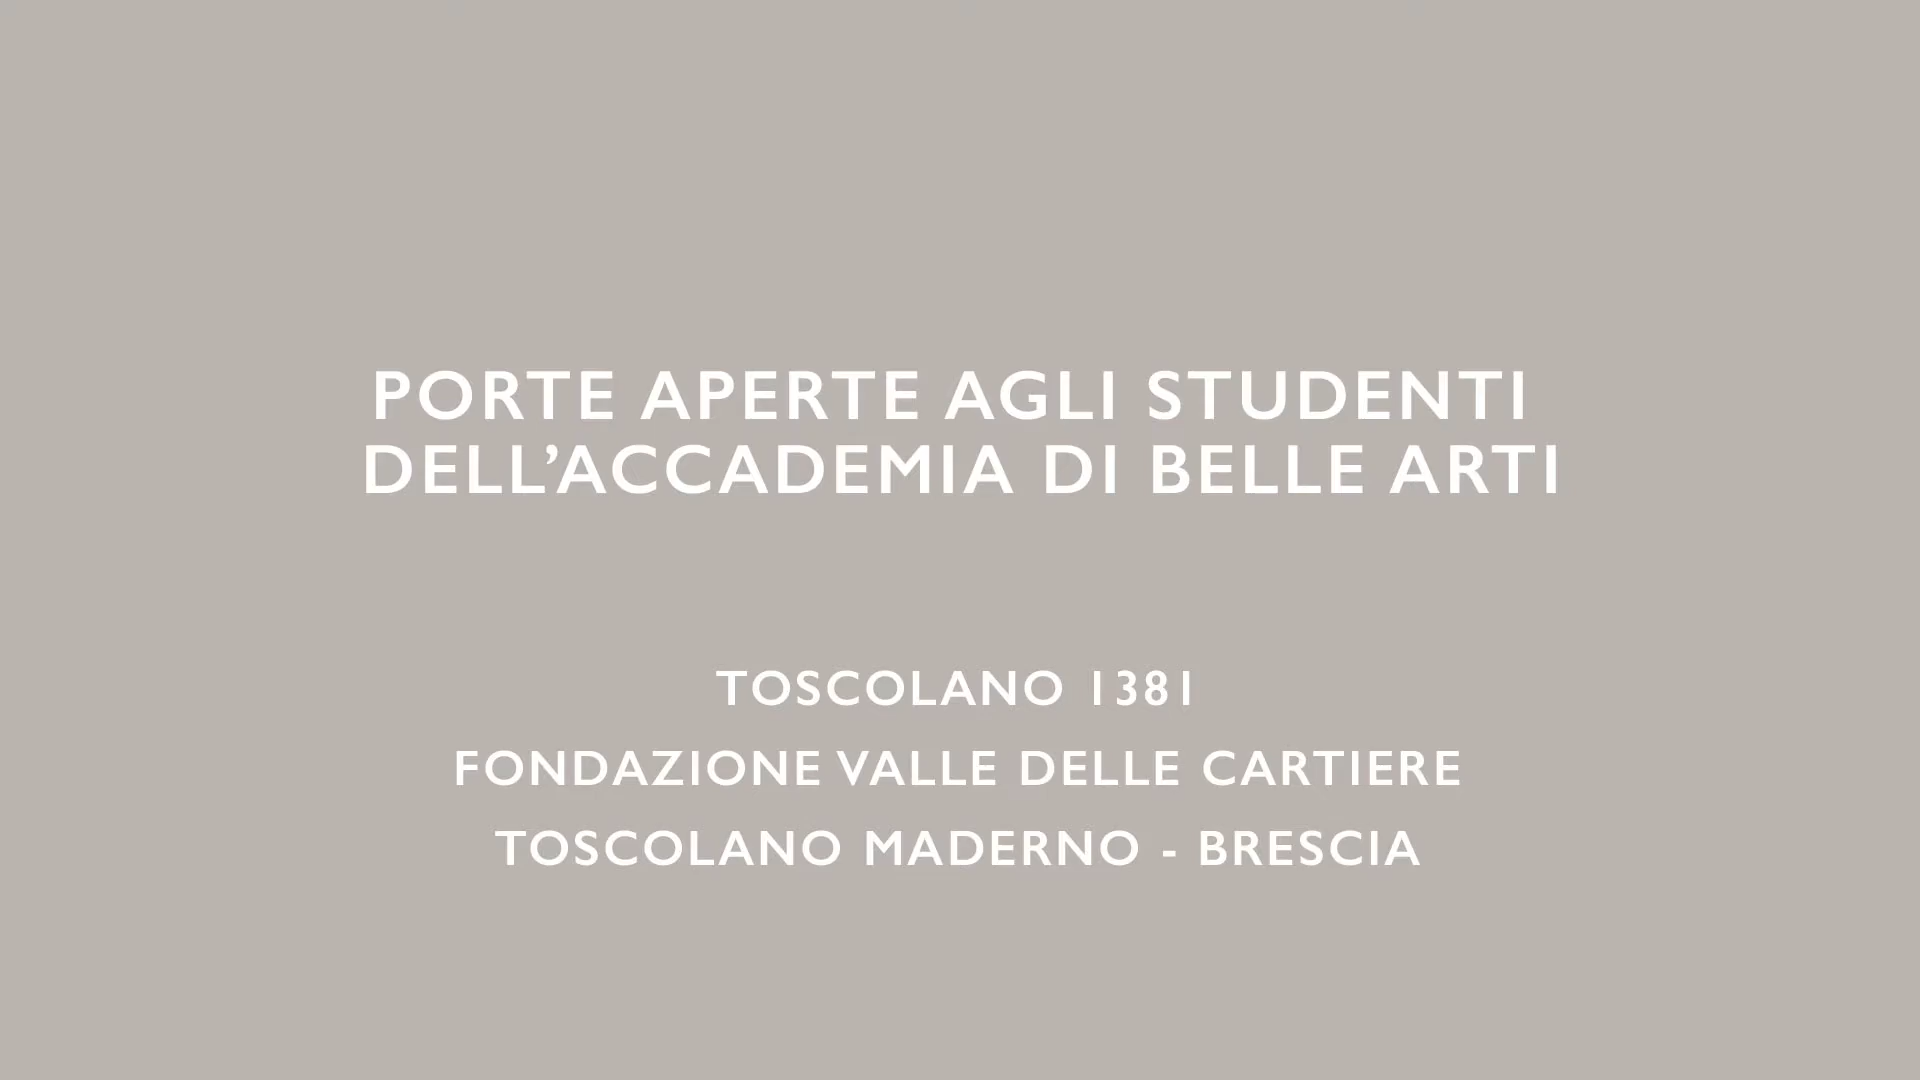 PORTE APERTE AGLI STUDENTI
DELL’ACCADEMIA DI BELLE ARTI
TOSCOLANO 1381
FONDAZIONE VALLE DELLE CARTIERE
TOSCOLANO MADERNO - BRESCIA